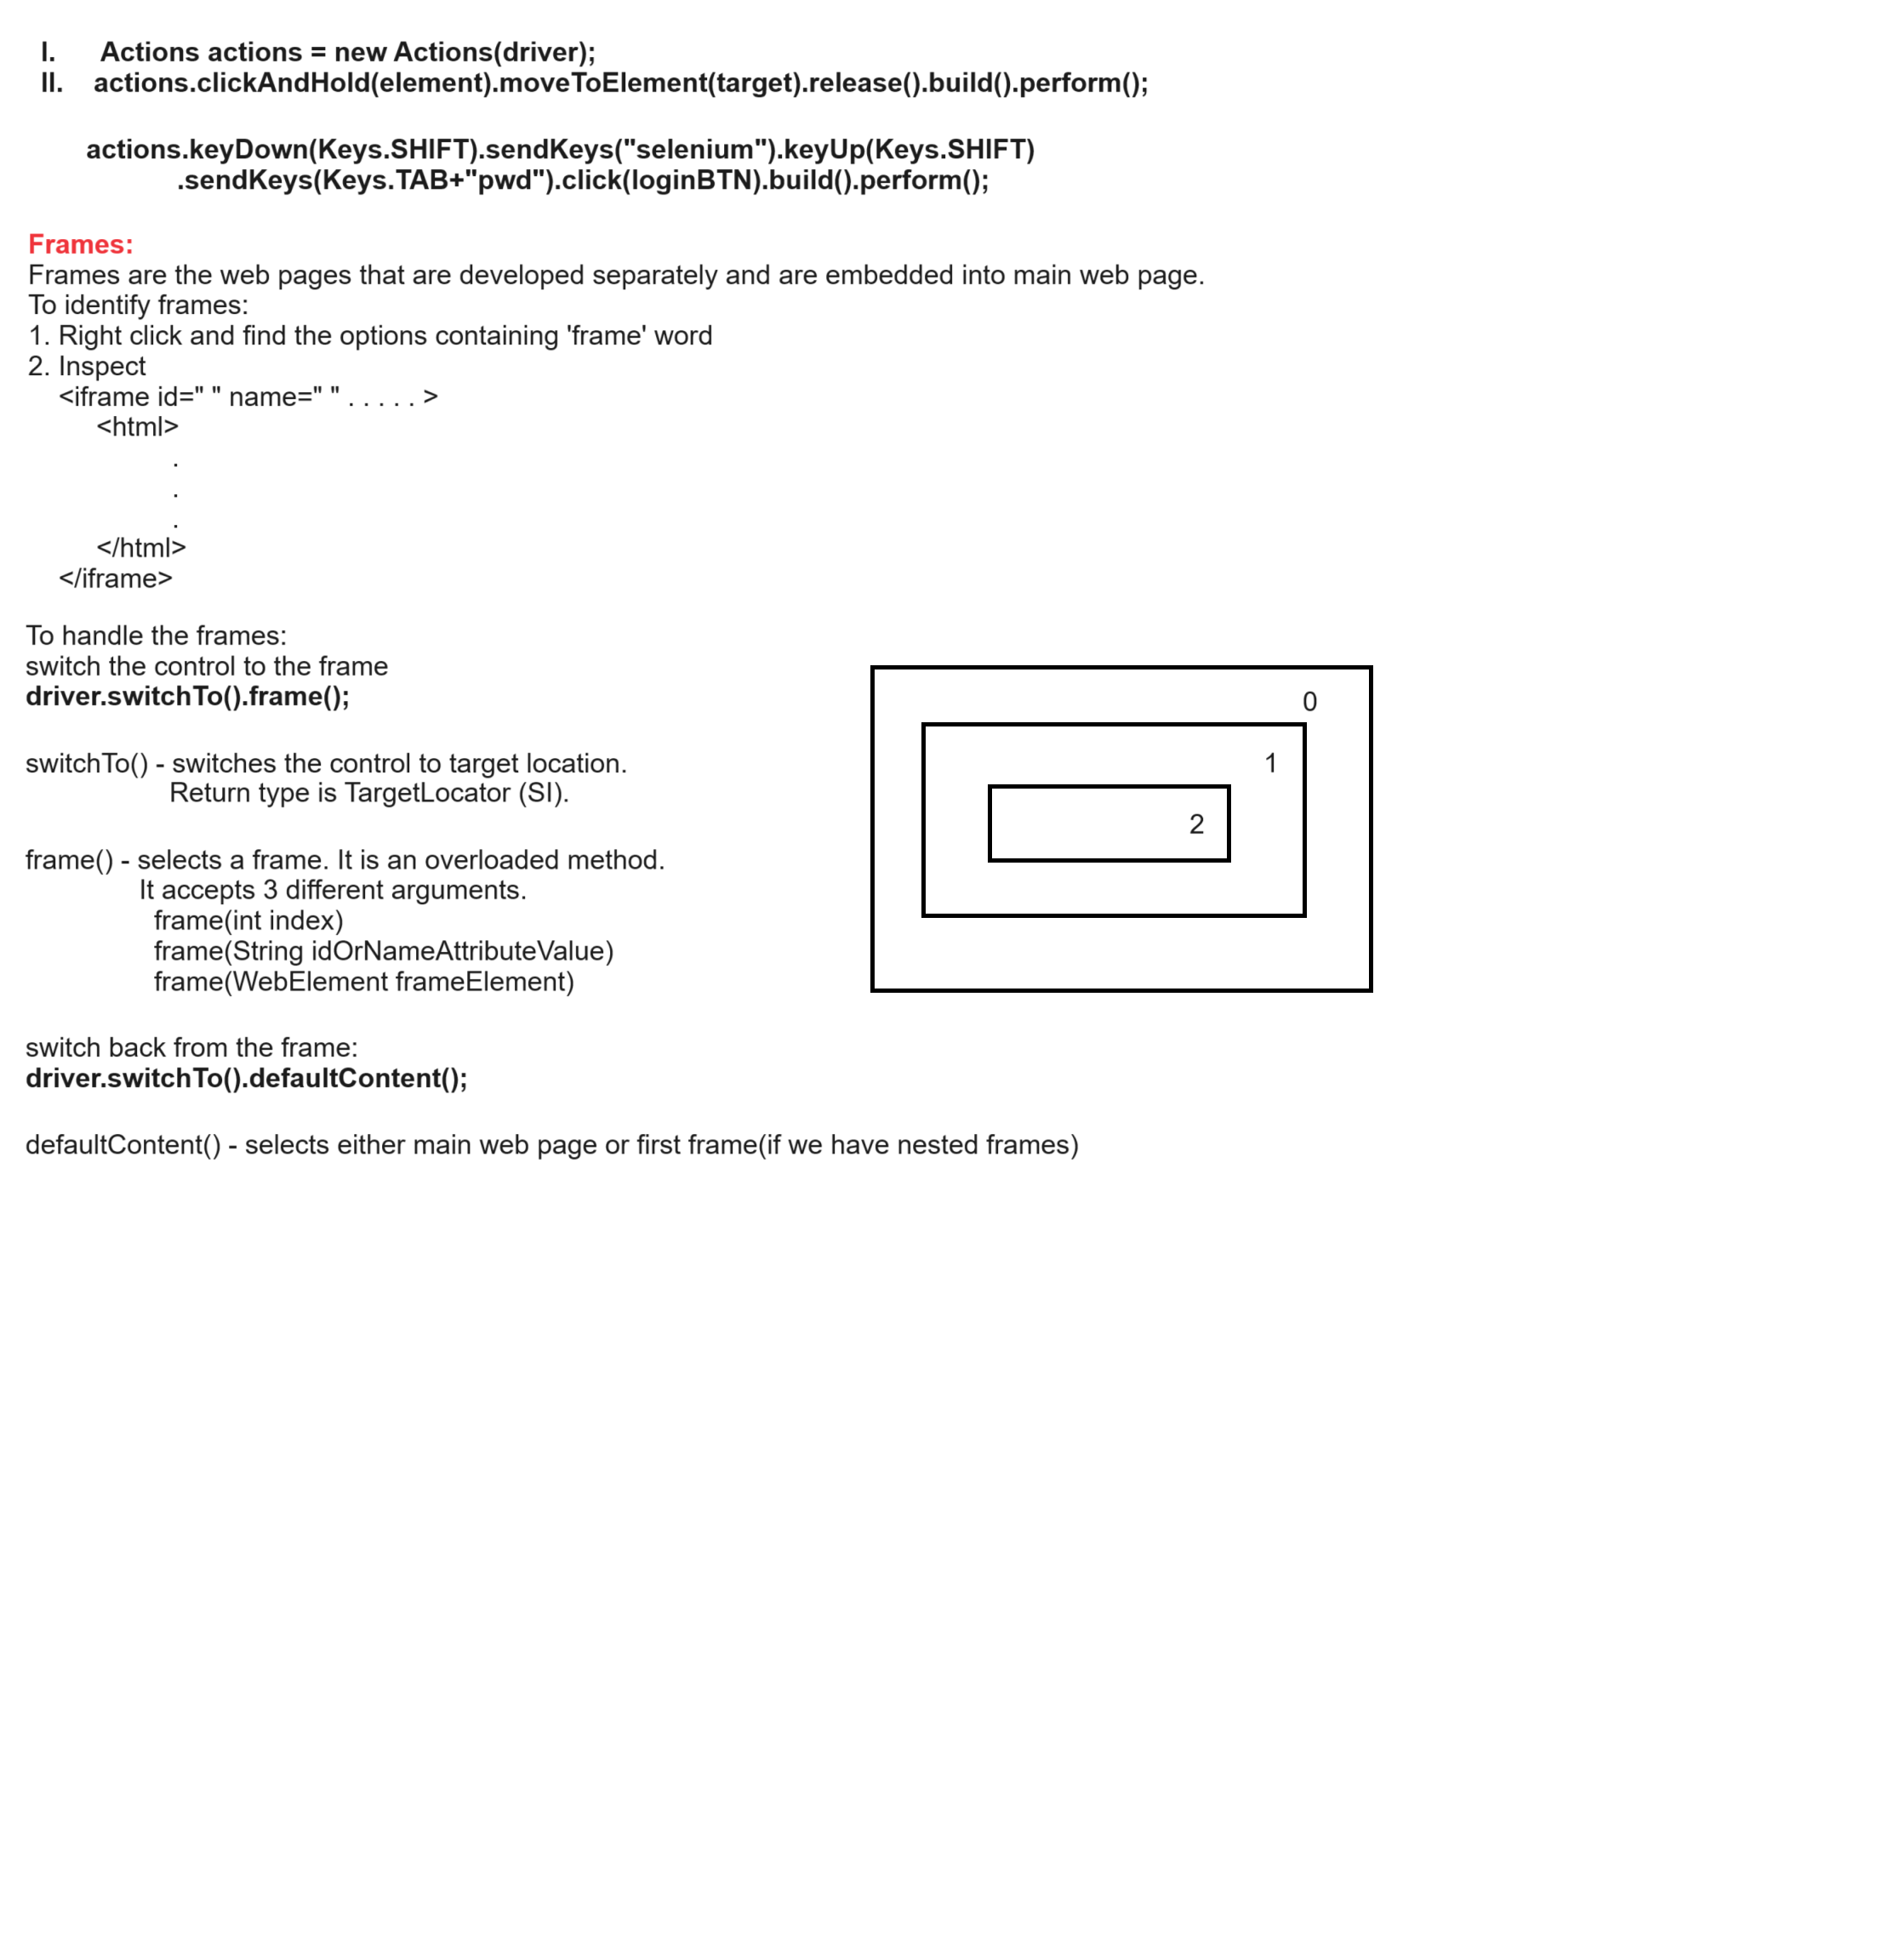 I. Actions actions = new Actions(driver);
II. actions.clickAndHold(element).moveToElement(target).release().build().perform();
actions.keyDown(Keys.SHIFT).sendKeys("selenium").keyUp(Keys.SHIFT)
.sendKeys(Keys.TAB+"pwd").click(loginBTN).build().perform();
Frames:
Frames are the web pages that are developed separately and are embedded into main web page.
To identify frames:
1. Right click and find the options containing 'frame' word
2. Inspect
<iframe id=" " name=" " . . . . . >
<html>
.
.
.
</html>
</iframe>
To handle the frames:
switch the control to the frame
driver.switchTo().frame();
switchTo() - switches the control to target location.
Return type is TargetLocator (SI).
frame() - selects a frame. It is an overloaded method.
It accepts 3 different arguments.
frame(int index)
frame(String idOrNameAttributeValue)
frame(WebElement frameElement)
0
1
2
switch back from the frame:
driver.switchTo().defaultContent();
defaultContent() - selects either main web page or first frame(if we have nested frames)